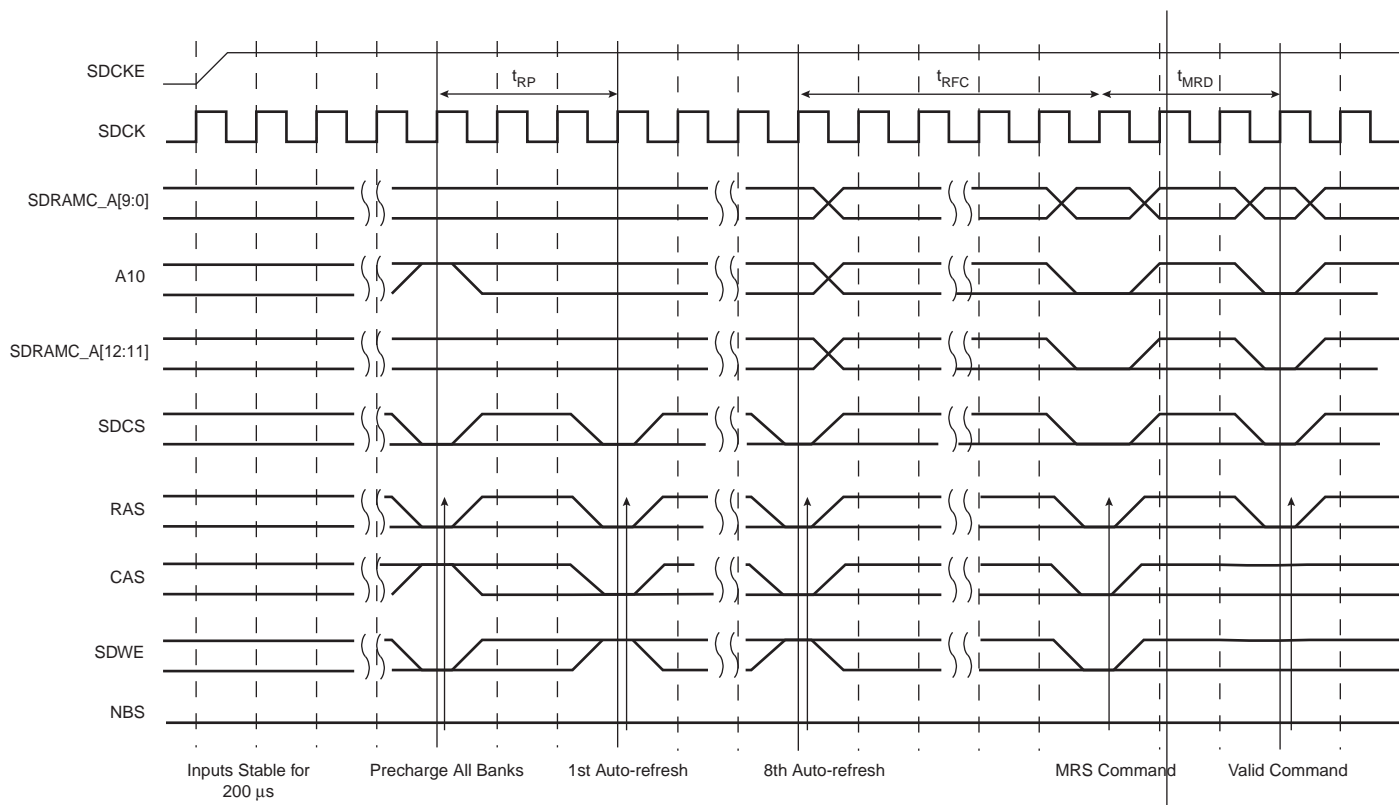 SDCKE
tRP
tRFC
tMRD
SDCK
SDRAMC_A[9:0]
A10
SDRAMC_A[12:11]
SDCS
RAS
CAS
SDWE
NBS
Inputs Stable for
200 μs
Precharge All Banks
1st Auto-refresh
8th Auto-refresh
MRS Command
Valid Command